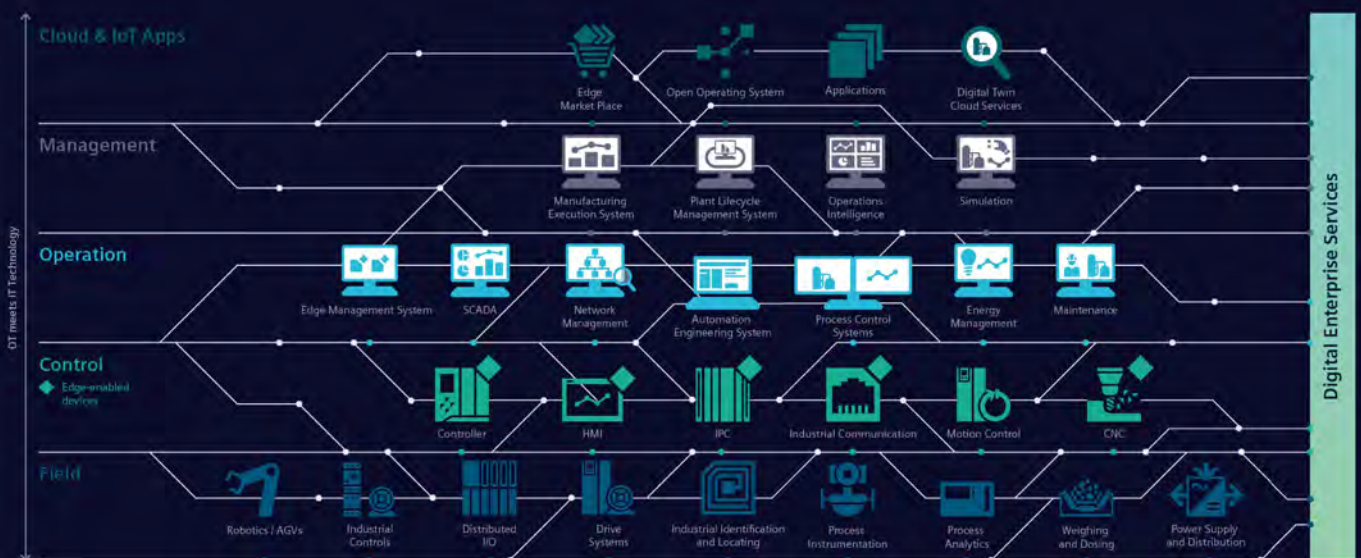 Cloud & IoT Apps
Edge
Market Place
Open Operating System
Applications
Digital Twin
Cloud Services
Management
Manufacturing
Execution System
Plant Lifecycle
Management System
Operations
Intelligence
Simulation
OT meets IT Technology
Operation
Edge Management System
SCADA
Network
Management
Automation
Engineering System
Process Control
Systems
Energy
Management
Maintenance
Control
Edge-enabled
devices
Controller
HMI
IPC
Industrial Communication
Motion Control
CNC
Field
Robotics / AGVs
Industrial
Controls
Distributed
I/O
Drive
Systems
Industrial Identification
and Locating
Process
Instrumentation
Process
Analytics
Weighing
and Dosing
Power Supply
and Distribution
Digital Enterprise Services